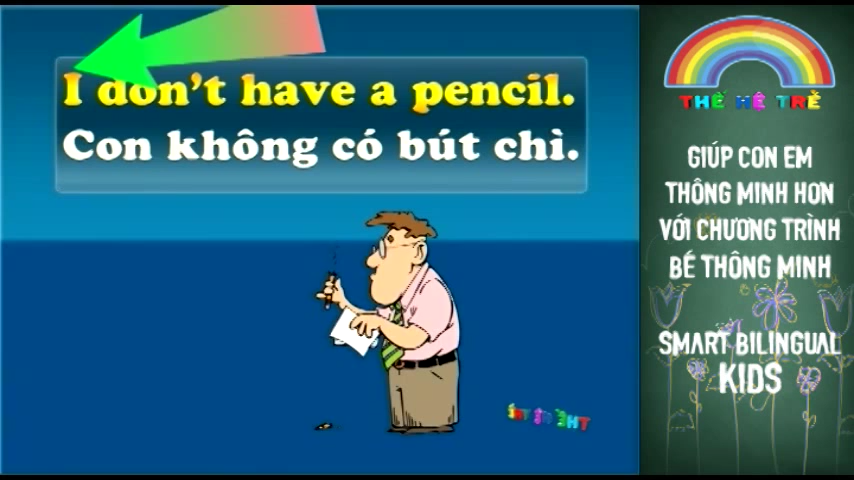 I don't have a pencil.
Con không có bút chì.
THẾ HỆ TRẺ
GIÚP CON EM
THÔNG MINH HƠN
VỚI CHƯƠNG TRÌNH
BÉ THÔNG MINH
SMART BILINGUAL
KIDS